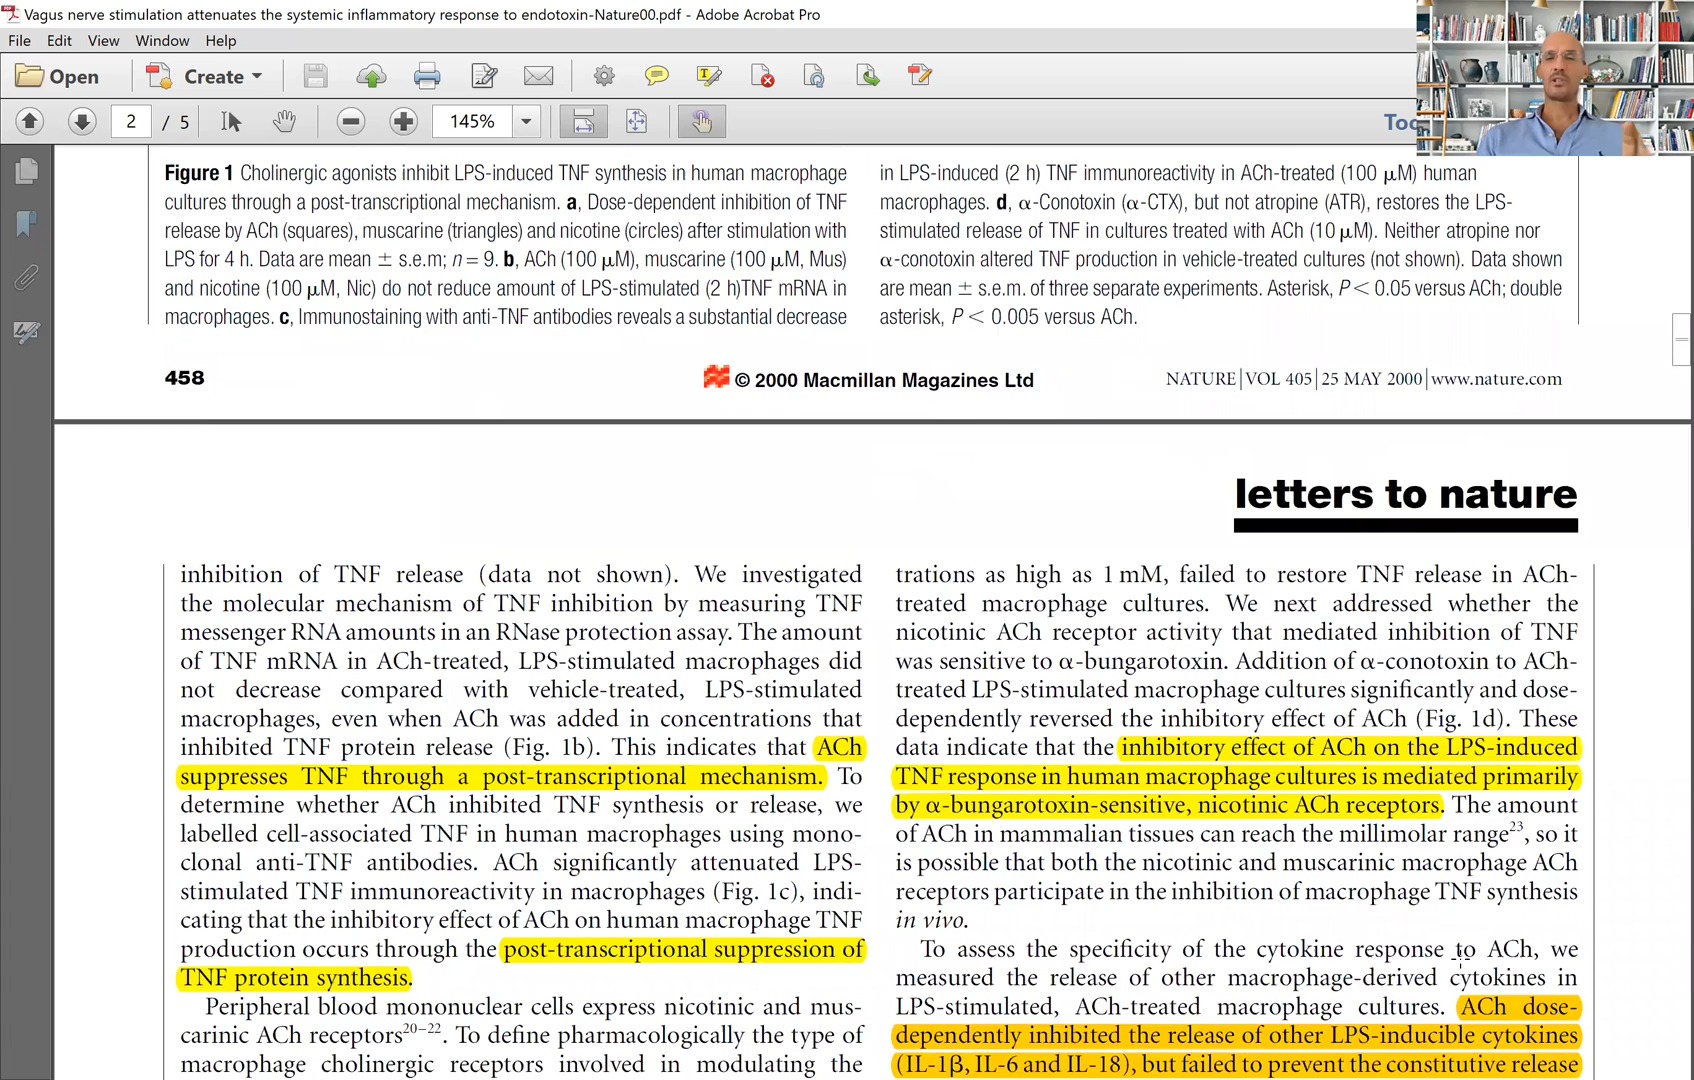 Vagus nerve stimulation attenuates the systemic inflammatory response to endotoxin-Nature00.pdf - Adobe Acrobat Pro
File Edit View Window Help
Open Create
2 / 5 145%
Figure 1 Cholinergic agonists inhibit LPS-induced TNF synthesis in human macrophage
cultures through a post-transcriptional mechanism. a, Dose-dependent inhibition of TNF
release by ACh (squares), muscarine (triangles) and nicotine (circles) after stimulation with
LPS for 4 h. Data are mean ± s.e.m; n = 9. b, ACh (100 μM), muscarine (100 μM, Mus)
and nicotine (100 μM, Nic) do not reduce amount of LPS-stimulated (2 h)TNF mRNA in
macrophages. c, Immunostaining with anti-TNF antibodies reveals a substantial decrease
in LPS-induced (2 h) TNF immunoreactivity in ACh-treated (100 μM) human
macrophages. d, α-Conotoxin (α-CTX), but not atropine (ATR), restores the LPS-
stimulated release of TNF in cultures treated with ACh (10 μM). Neither atropine nor
α-conotoxin altered TNF production in vehicle-treated cultures (not shown). Data shown
are mean ± s.e.m. of three separate experiments. Asterisk, P < 0.05 versus ACh; double
asterisk, P < 0.005 versus ACh.
458
© 2000 Macmillan Magazines Ltd
NATURE | VOL 405 | 25 MAY 2000 | www.nature.com
letters to nature
inhibition of TNF release (data not shown). We investigated
the molecular mechanism of TNF inhibition by measuring TNF
messenger RNA amounts in an RNase protection assay. The amount
of TNF mRNA in ACh-treated, LPS-stimulated macrophages did
not decrease compared with vehicle-treated, LPS-stimulated
macrophages, even when ACh was added in concentrations that
inhibited TNF protein release (Fig. 1b). This indicates that ACh
suppresses TNF through a post-transcriptional mechanism. To
determine whether ACh inhibited TNF synthesis or release, we
labelled cell-associated TNF in human macrophages using mono-
clonal anti-TNF antibodies. ACh significantly attenuated LPS-
stimulated TNF immunoreactivity in macrophages (Fig. 1c), indi-
cating that the inhibitory effect of ACh on human macrophage TNF
production occurs through the post-transcriptional suppression of
TNF protein synthesis.
Peripheral blood mononuclear cells express nicotinic and mus-
carinic ACh receptors20–22. To define pharmacologically the type of
macrophage cholinergic receptors involved in modulating the
trations as high as 1 mM, failed to restore TNF release in ACh-
treated macrophage cultures. We next addressed whether the
nicotinic ACh receptor activity that mediated inhibition of TNF
was sensitive to α-bungarotoxin. Addition of α-conotoxin to ACh-
treated LPS-stimulated macrophage cultures significantly and dose-
dependently reversed the inhibitory effect of ACh (Fig. 1d). These
data indicate that the inhibitory effect of ACh on the LPS-induced
TNF response in human macrophage cultures is mediated primarily
by α-bungarotoxin-sensitive, nicotinic ACh receptors. The amount
of ACh in mammalian tissues can reach the millimolar range23, so it
is possible that both the nicotinic and muscarinic macrophage ACh
receptors participate in the inhibition of macrophage TNF synthesis
in vivo.
To assess the specificity of the cytokine response to ACh, we
measured the release of other macrophage-derived cytokines in
LPS-stimulated, ACh-treated macrophage cultures. ACh dose-
dependently inhibited the release of other LPS-inducible cytokines
(IL-1β, IL-6 and IL-18), but failed to prevent the constitutive release